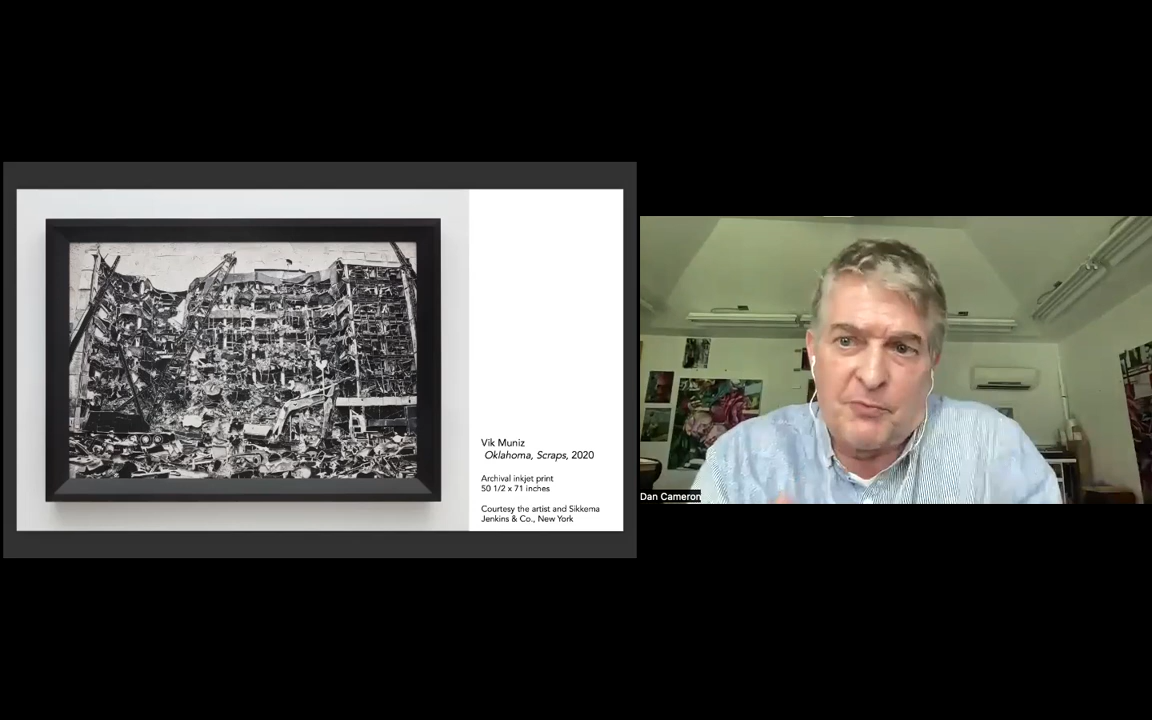 Vik Muniz
Oklahoma, Scraps, 2020
Archival inkjet print
50 1/2 x 71 inches
Courtesy the artist and Sikkema
Jenkins & Co., New York
Dan Cameron